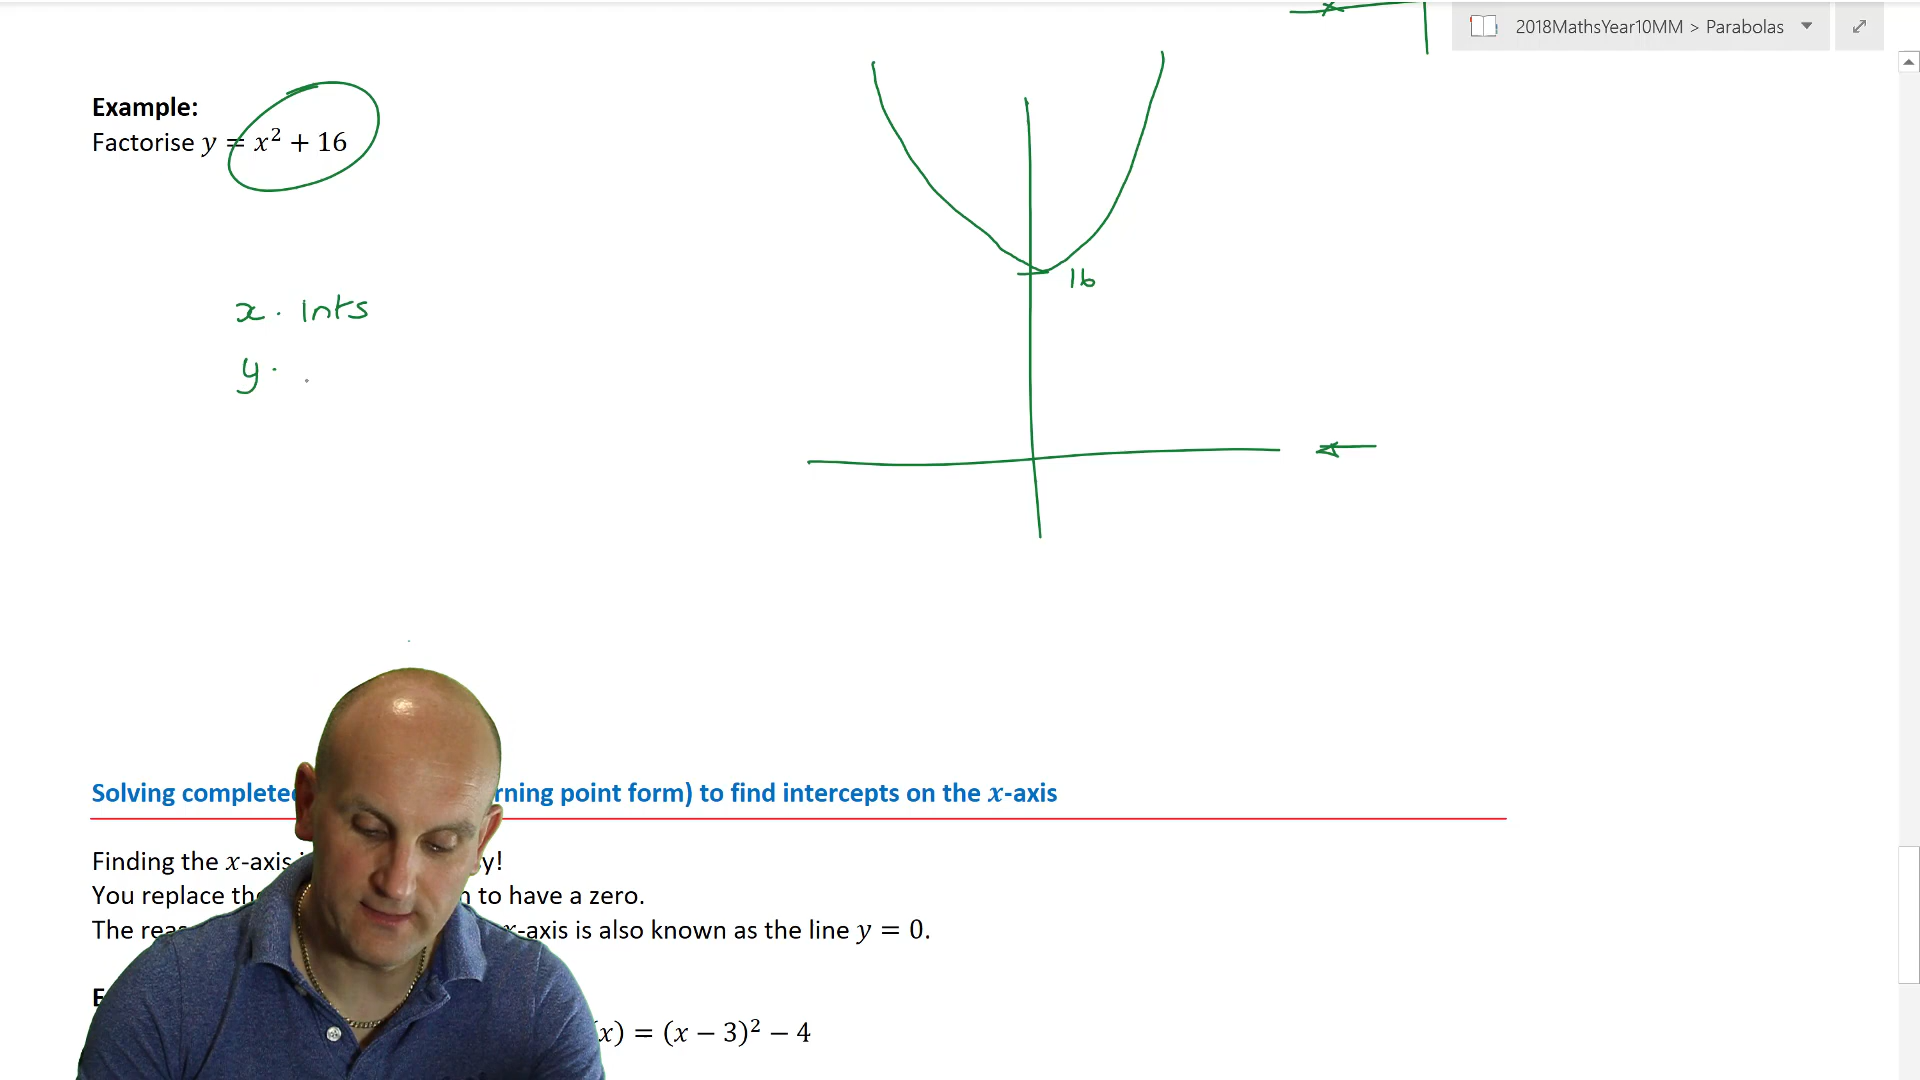 2018MathsYear10MM > Parabolas
Example:
Factorise y = x² + 16
16
x. ints
y.
Solving complete rning point form) to find intercepts on the x-axis
Finding the x-axis y!
You replace th to have a zero.
The rea x-axis is also known as the line y = 0.
E
x) = (x − 3)² − 4